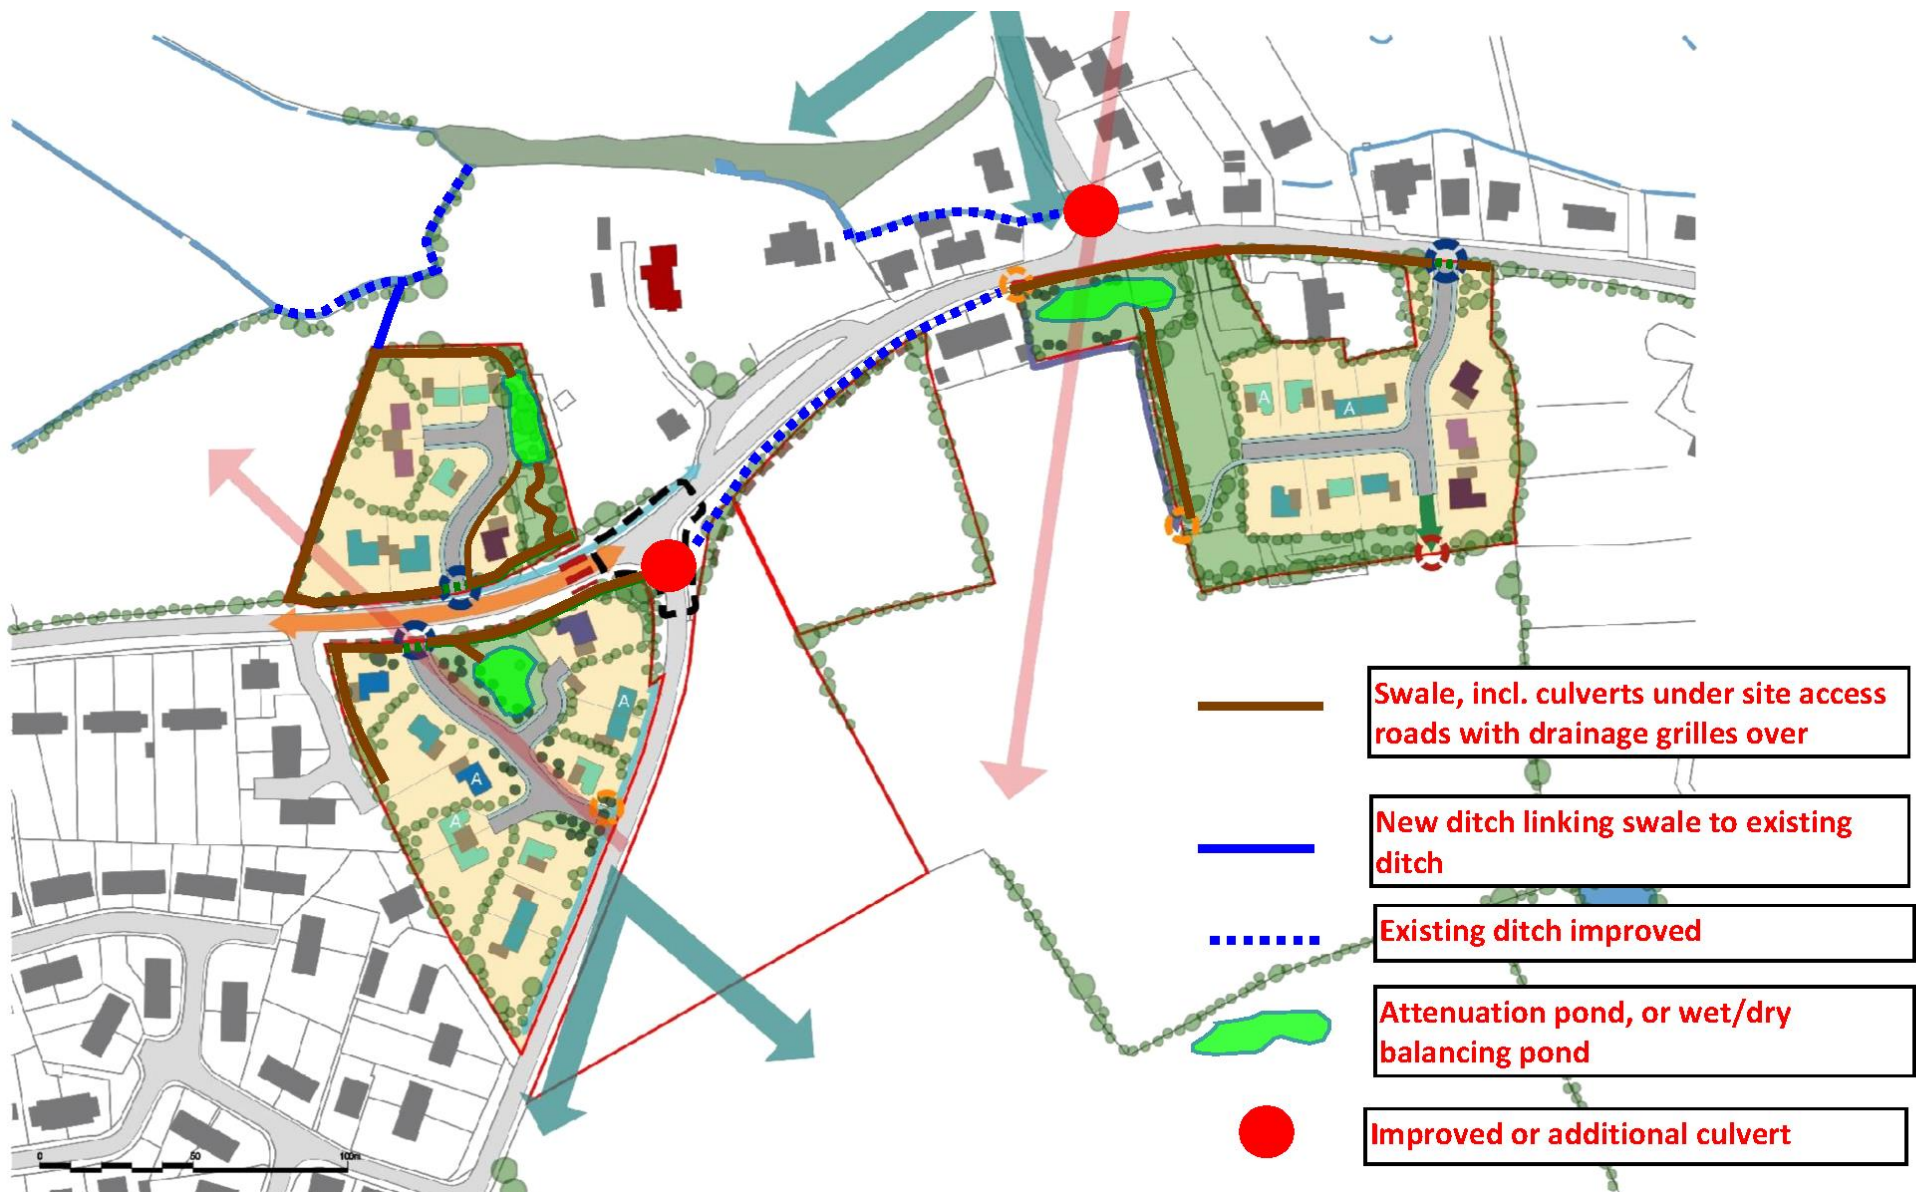 A
A
A
A
A
Swale, incl. culverts under site access
roads with drainage grilles over
New ditch linking swale to existing
ditch
Existing ditch improved
Attenuation pond, or wet/dry
balancing pond
Improved or additional culvert
0 50 100m